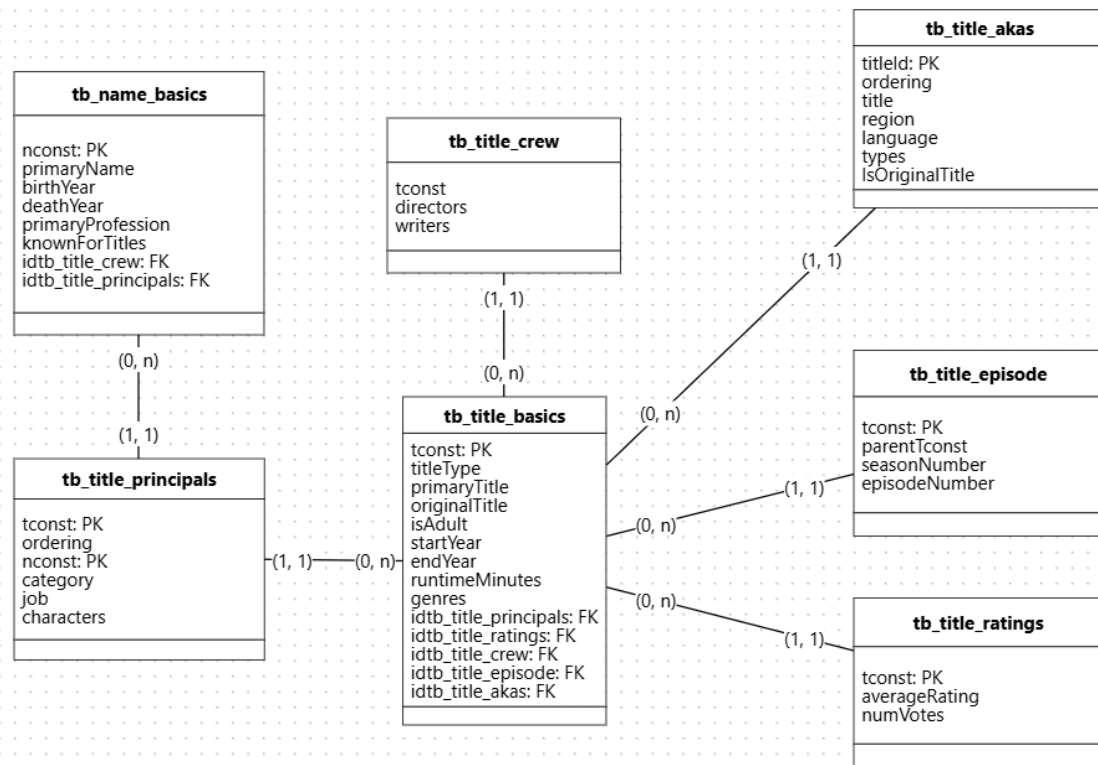 tb_name_basics
nconst: PK
primaryName
birthYear
deathYear
primaryProfession
knownForTitles
idtb_title_crew: FK
idtb_title_principals: FK
(0, n)
(1, 1)
tb_title_principals
tconst: PK
ordering
nconst: PK
category
job
characters
(1, 1)
(0, n)
tb_title_crew
tconst
directors
writers
(1, 1)
(0, n)
tb_title_basics
tconst: PK
titleType
primaryTitle
originalTitle
isAdult
startYear
endYear
runtimeMinutes
genres
idtb_title_principals: FK
idtb_title_ratings: FK
idtb_title_crew: FK
idtb_title_episode: FK
idtb_title_akas: FK
tb_title_akas
titleId: PK
ordering
title
region
language
types
IsOriginalTitle
(1, 1)
(0, n)
tb_title_episode
tconst: PK
parentTconst
seasonNumber
episodeNumber
(1, 1)
(0, n)
(0, n)
(1, 1)
tb_title_ratings
tconst: PK
averageRating
numVotes